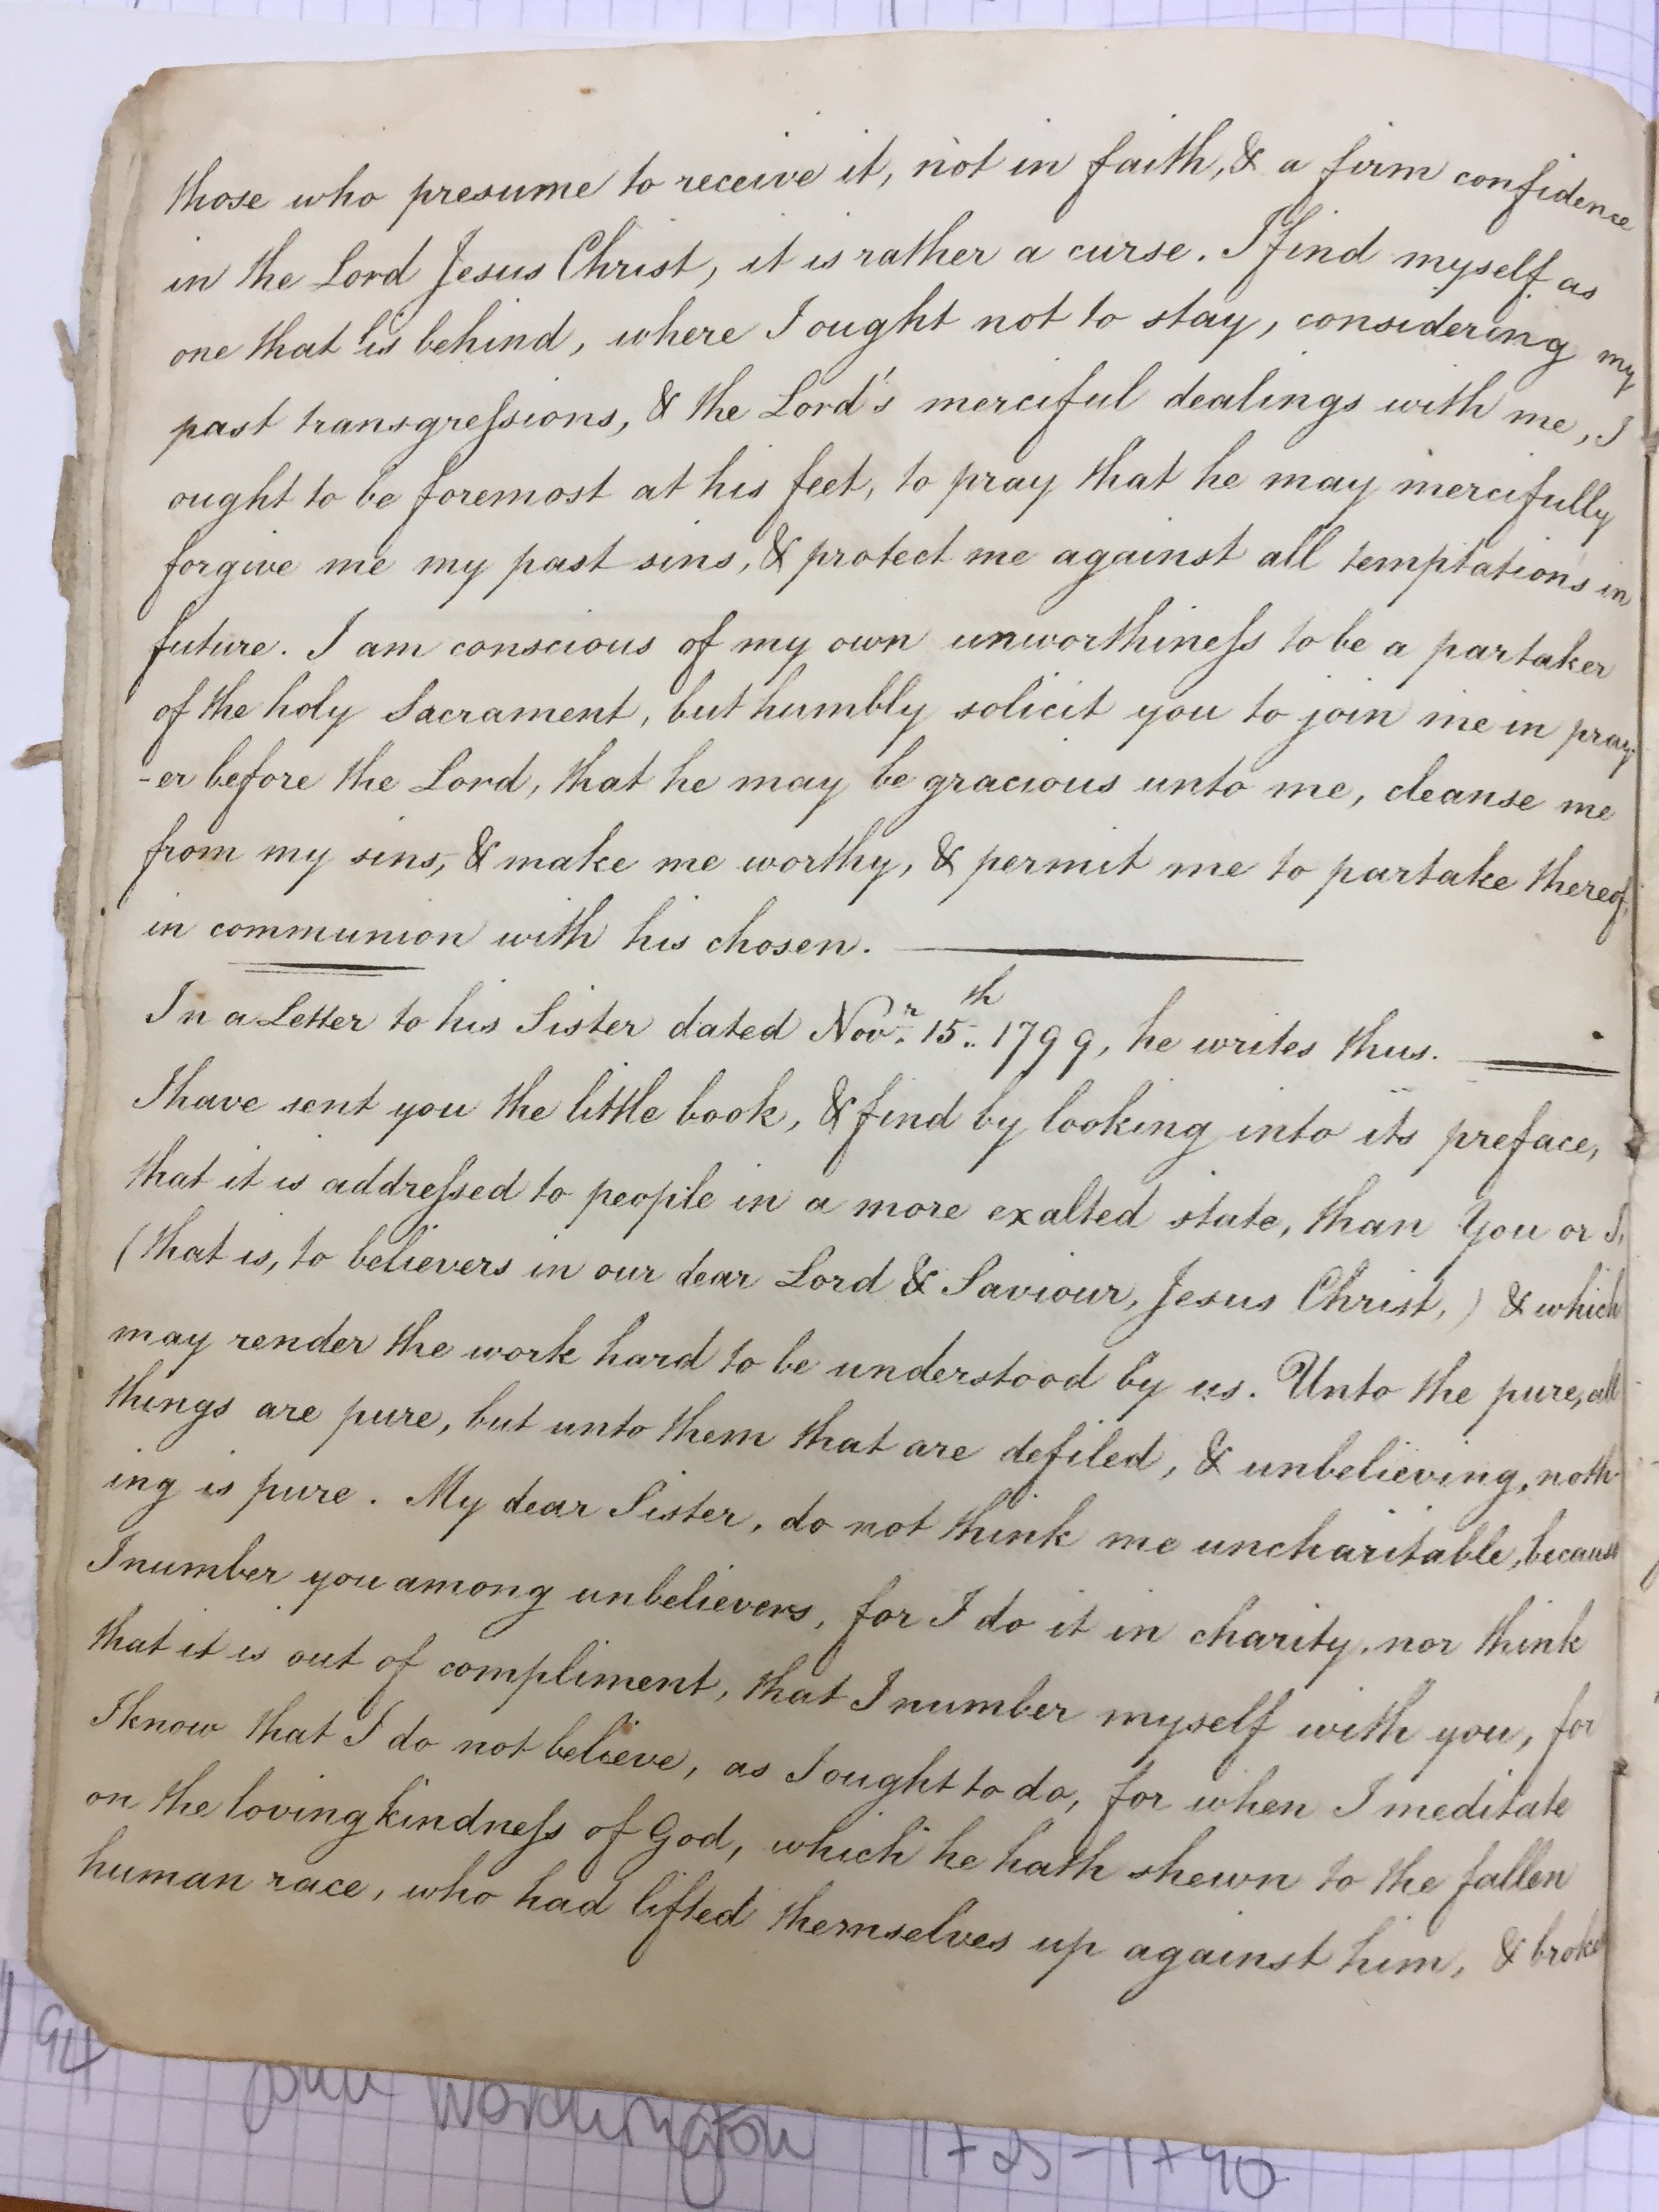 those who presume to receive it, not in faith, & a firm confidence
in the Lord Jesus Christ, it is rather a curse. I find myself as
one that is behind, where I ought not to stay, considering my
past transgreſsions, & the Lord's merciful dealings with me, I
ought to be foremost at his feet, to pray that he may mercifully
forgive me my past sins, & protect me against all temptations in
future. I am conscious of my own unworthineſs to be a partaker
of the holy Sacrament, but humbly solicit you to join me in pray-
-er before the Lord, that he may be gracious unto me, cleanse me
from my sins, & make me worthy, & permit me to partake thereof,
in communion with his chosen.
In a Letter to his Sister dated Novr. 15th. 1799, he writes thus.
I have sent you the little book, & find by looking into its preface,
that it is addreſsed to people in a more exalted state, than You or I,
(that is, to believers in our dear Lord & Saviour, Jesus Christ,) & which
may render the work hard to be understood by us. Unto the pure, all
things are pure, but unto them that are defiled, & unbelieving, noth-
ing is pure. My dear Sister, do not think me uncharitable, because
I number you among unbelievers, for I do it in charity, nor think
that it is out of compliment, that I number myself with you, for
I know that I do not believe, as I ought to do, for when I meditate
on the lovingkindneſs of God, which he hath shewn to the fallen
human race, who had lifted themselves up against him, & broke
94
John Worthington 1725-1790